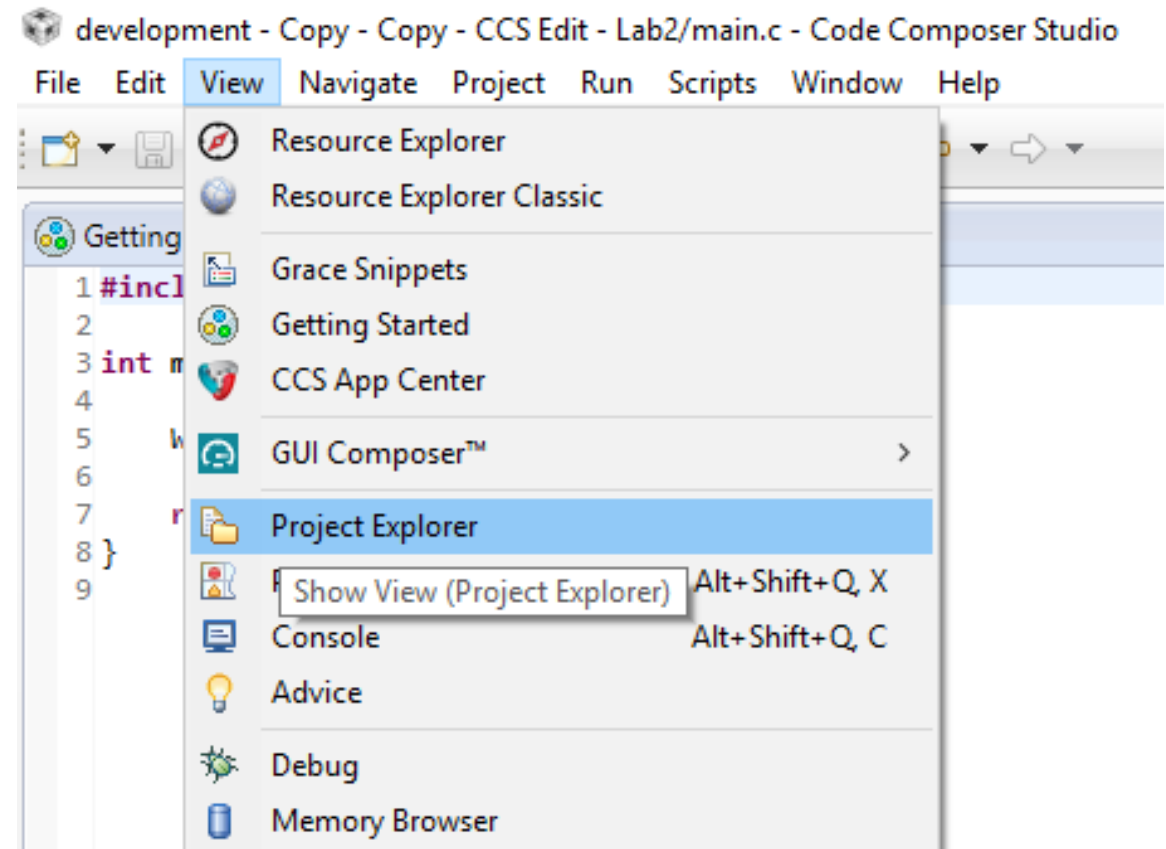 development - Copy - Copy - CCS Edit - Lab2/main.c - Code Composer Studio
File Edit View Navigate Project Run Scripts Window Help
Resource Explorer
Resource Explorer Classic
Getting
Grace Snippets
Getting Started
CCS App Center
GUI Composer™
Project Explorer
Show View (Project Explorer) Alt+Shift+Q, X
Console Alt+Shift+Q, C
Advice
Debug
Memory Browser
1 #incl
2
3 int m
4
5 W
6
7 r
8 }
9